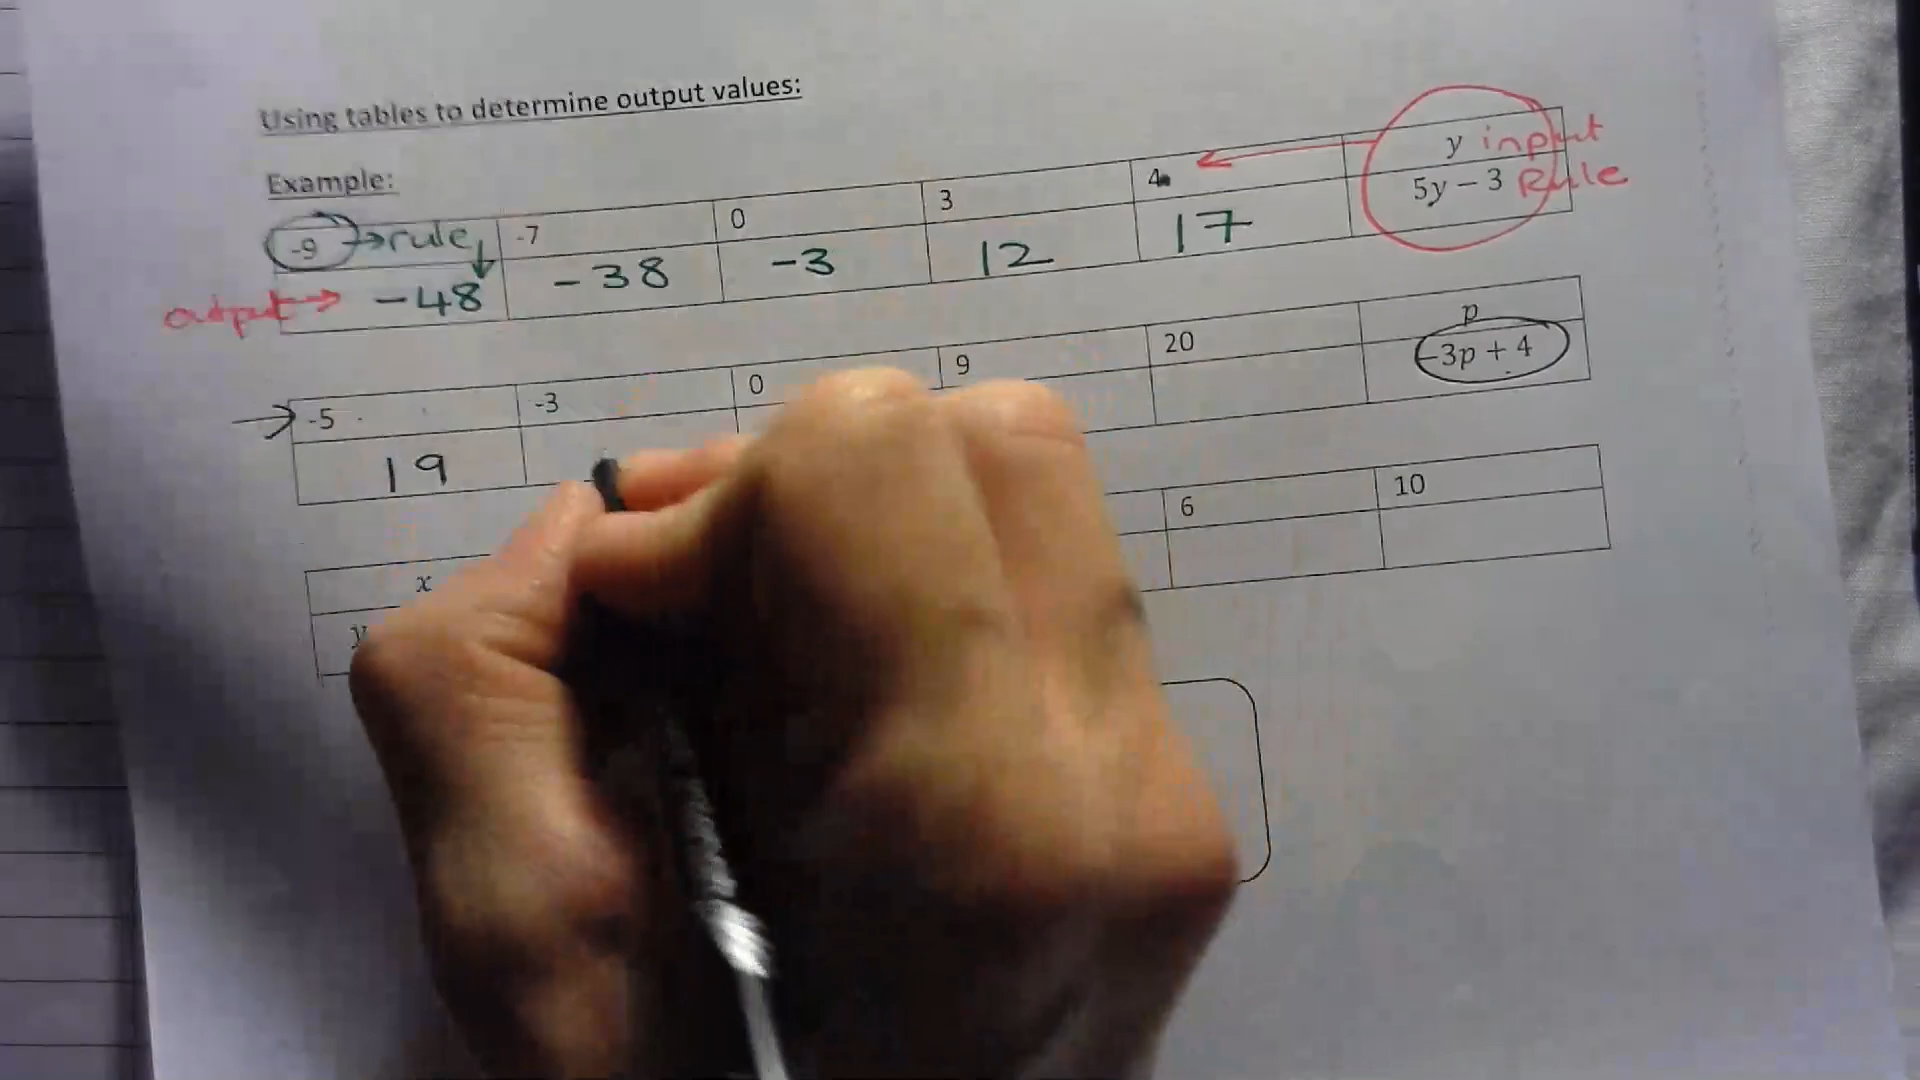 Using tables to determine output values:
Example:
-9 → rule ↓ -7 0 3 4 y input
output → -48 -38 -3 12 17 5y − 3 Rule
→ -5 -3 0 9 20 p
19 -3p + 4
x 6 10
y